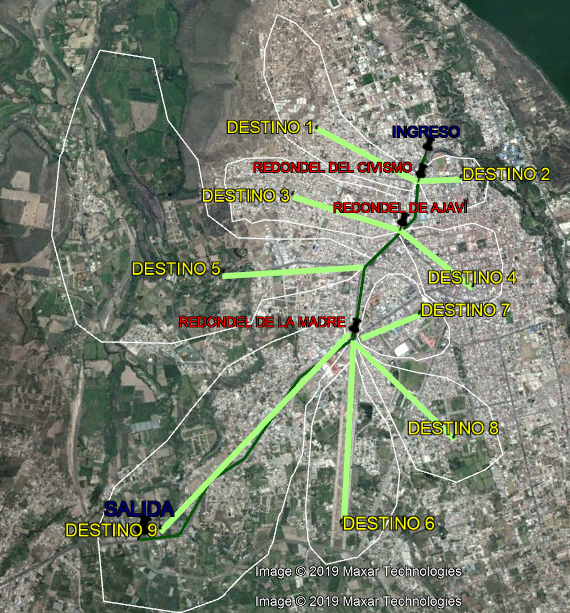 DESTINO 1
INGRESO
REDONDEL DEL CIVISMO
DESTINO 2
DESTINO 3
REDONDEL DE AJAVÍ
DESTINO 5
DESTINO 4
DESTINO 7
REDONDEL DE LA MADRE
DESTINO 8
SALIDA
DESTINO 9
DESTINO 6
Image © 2019 Maxar Technologies
Image © 2019 Maxar Technologies